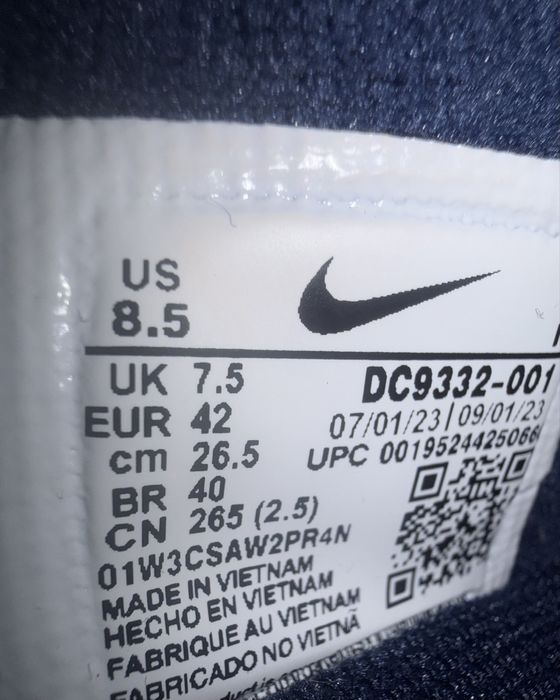 US
8.5
UK 7.5
EUR 42
cm 26.5
BR 40
CN 265 (2.5)
DC9332-001
07/01/23 | 09/01/23
UPC 0019524425066
01W3CSAW2PR4N
MADE IN VIETNAM
HECHO EN VIETNAM
FABRIQUE AU VIETNAM
FABRICADO NO VIETNÃ